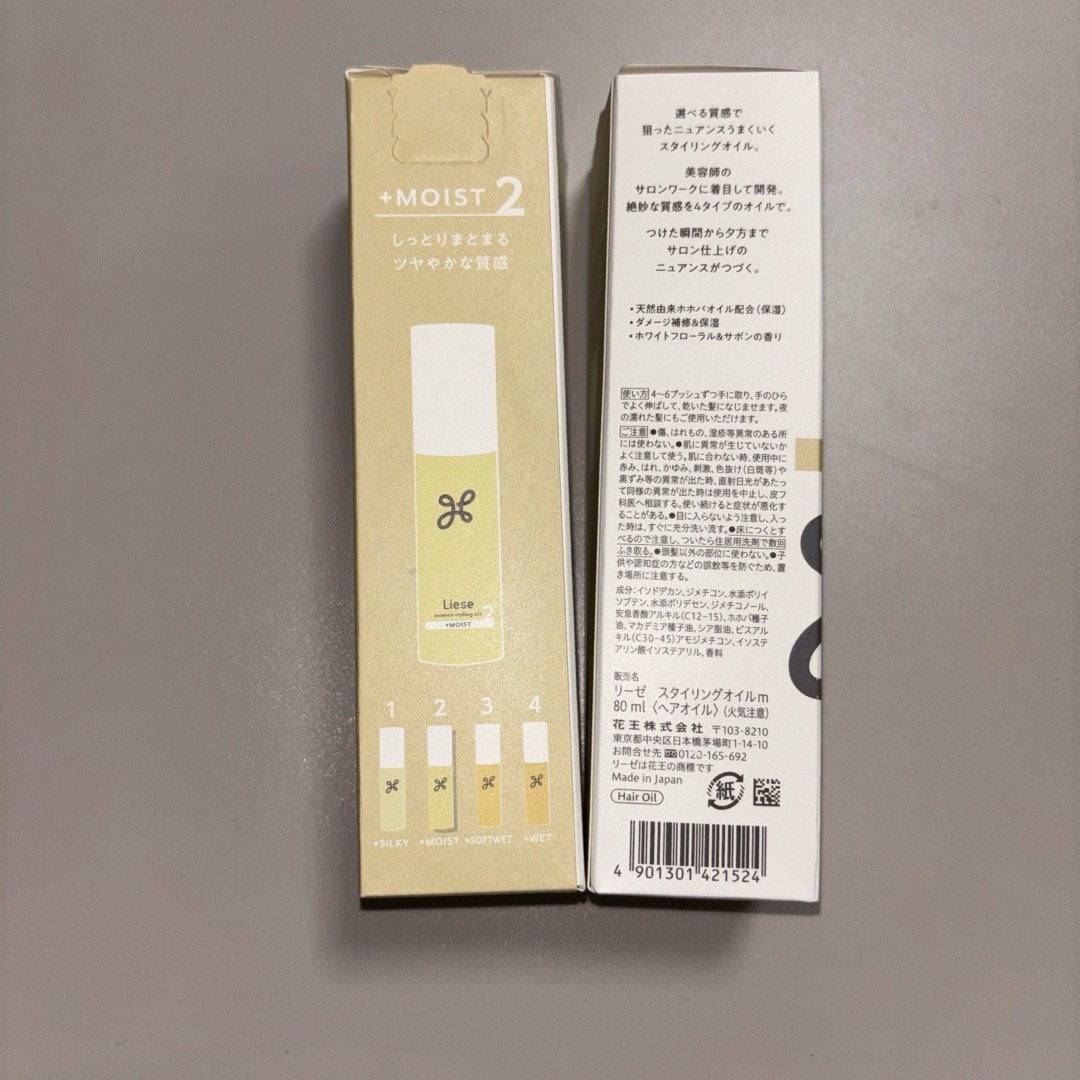 +MOIST 2
しっとりまとまる
ツヤやかな質感
Liese
nuance styling oil
+MOIST 2
1 2 3 4
+SILKY +MOIST +SOFTWET +WET
選べる質感で
狙ったニュアンスうまくいく
スタイリングオイル。
美容師の
サロンワークに着目して開発。
絶妙な質感を4タイプのオイルで。
つけた瞬間から夕方まで
サロン仕上げの
ニュアンスがつづく。
・天然由来ホホバオイル配合（保湿）
・ダメージ補修&保湿
・ホワイトフローラル&サボンの香り
使い方 4〜6プッシュずつ手に取り、手のひら
でよく伸ばして、乾いた髪になじませます。夜
の濡れた髪にもご使用いただけます。
ご注意 ●傷、はれもの、湿疹等異常のある所
には使わない。●肌に異常が生じていないか
よく注意して使う。肌に合わない時、使用中に
赤み、はれ、かゆみ、刺激、色抜け（白斑等）や
黒ずみ等の異常が出た時、直射日光があたっ
て同様の異常が出た時は使用を中止し、皮フ
科医へ相談する。使い続けると症状が悪化す
ることがある。●目に入らないよう注意し、入っ
た時は、すぐに充分洗い流す。●床につくとす
べるので注意し、ついたら住居用洗剤で数回
ふき取る。●頭髪以外の部位に使わない。●子
供や認知症の方などの誤飲等を防ぐため、置
き場所に注意する。
成分：イソドデカン、ジメチコン、水添ポリイ
ソブテン、水添ポリデセン、ジメチコノール、
安息香酸アルキル（C12-15）、ホホバ種子
油、マカデミア種子油、シア脂油、ビスアル
キル（C30-45）アモジメチコン、イソステ
アリン酸イソステアリル、香料
販売名
リーゼ スタイリングオイルm
80 ml〈ヘアオイル〉（火気注意）
花王株式会社 〒103-8210
東京都中央区日本橋茅場町1-14-10
お問合せ先 0120-165-692
リーゼは花王の商標です
Made in Japan
Hair Oil
紙
4 901301 421524